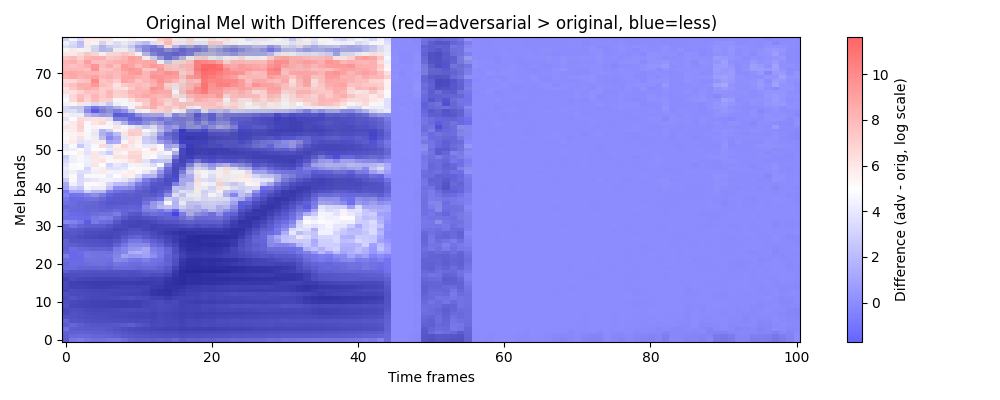 Original Mel with Differences (red=adversarial > original, blue=less)
Mel bands
70
60
50
40
30
20
10
0
0 20 40 60 80 100
Time frames
10
8
6
4
2
0
Difference (adv - orig, log scale)